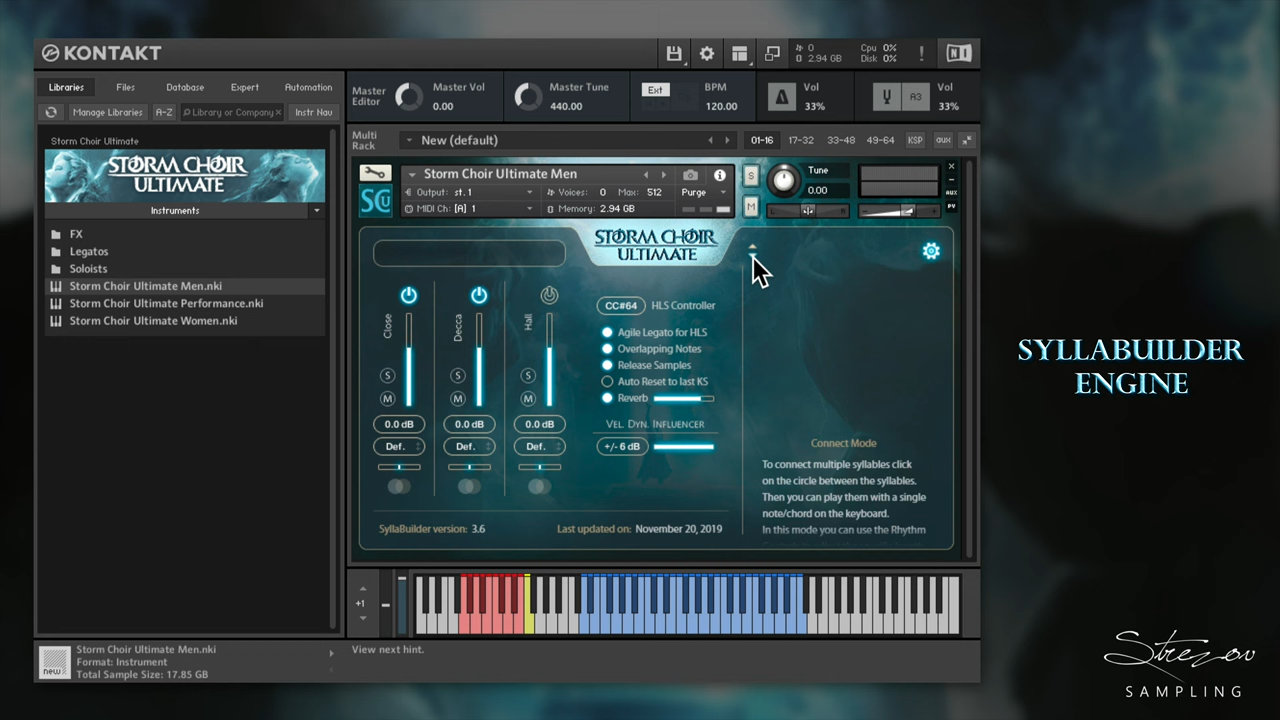 KONTAKT
0
2.94 GB
Cpu 0%
Disk 0%
!
NI
Libraries
Files
Database
Expert
Automation
Manage Libraries
A-Z
Library or Company
Instr Nav
Master
Editor
Master Vol
0.00
Master Tune
440.00
Ext
BPM
120.00
Vol
33%
A3
Vol
33%
Multi
Rack
New (default)
01-16
17-32
33-48
49-64
KSP
aux
Storm Choir Ultimate
STORM CHOIR
ULTIMATE
Instruments
FX
Legatos
Soloists
Storm Choir Ultimate Men.nki
Storm Choir Ultimate Performance.nki
Storm Choir Ultimate Women.nki
SCU
Storm Choir Ultimate Men
Output: st.1
Voices: 0 Max: 512
Purge
MIDI Ch: [A] 1
Memory: 2.94 GB
S
M
Tune
0.00
L
R
AUX
PV
STORM CHOIR
ULTIMATE
Close
Decca
Hall
S
S
S
M
M
M
0.0 dB
0.0 dB
0.0 dB
Def.
Def.
Def.
CC#64
HLS Controller
Agile Legato for HLS
Overlapping Notes
Release Samples
Auto Reset to last KS
Reverb
Vel. Dyn. Influencer
+/- 6 dB
SyllaBuilder version: 3.6
Last updated on: November 20, 2019
Connect Mode
To connect multiple syllables click
on the circle between the syllables.
Then you can play them with a single
note/chord on the keyboard.
In this mode you can use the Rhythm
+1
new
Storm Choir Ultimate Men.nki
Format: Instrument
Total Sample Size: 17.85 GB
View next hint.
SYLLABUILDER
ENGINE
Strezov
SAMPLING